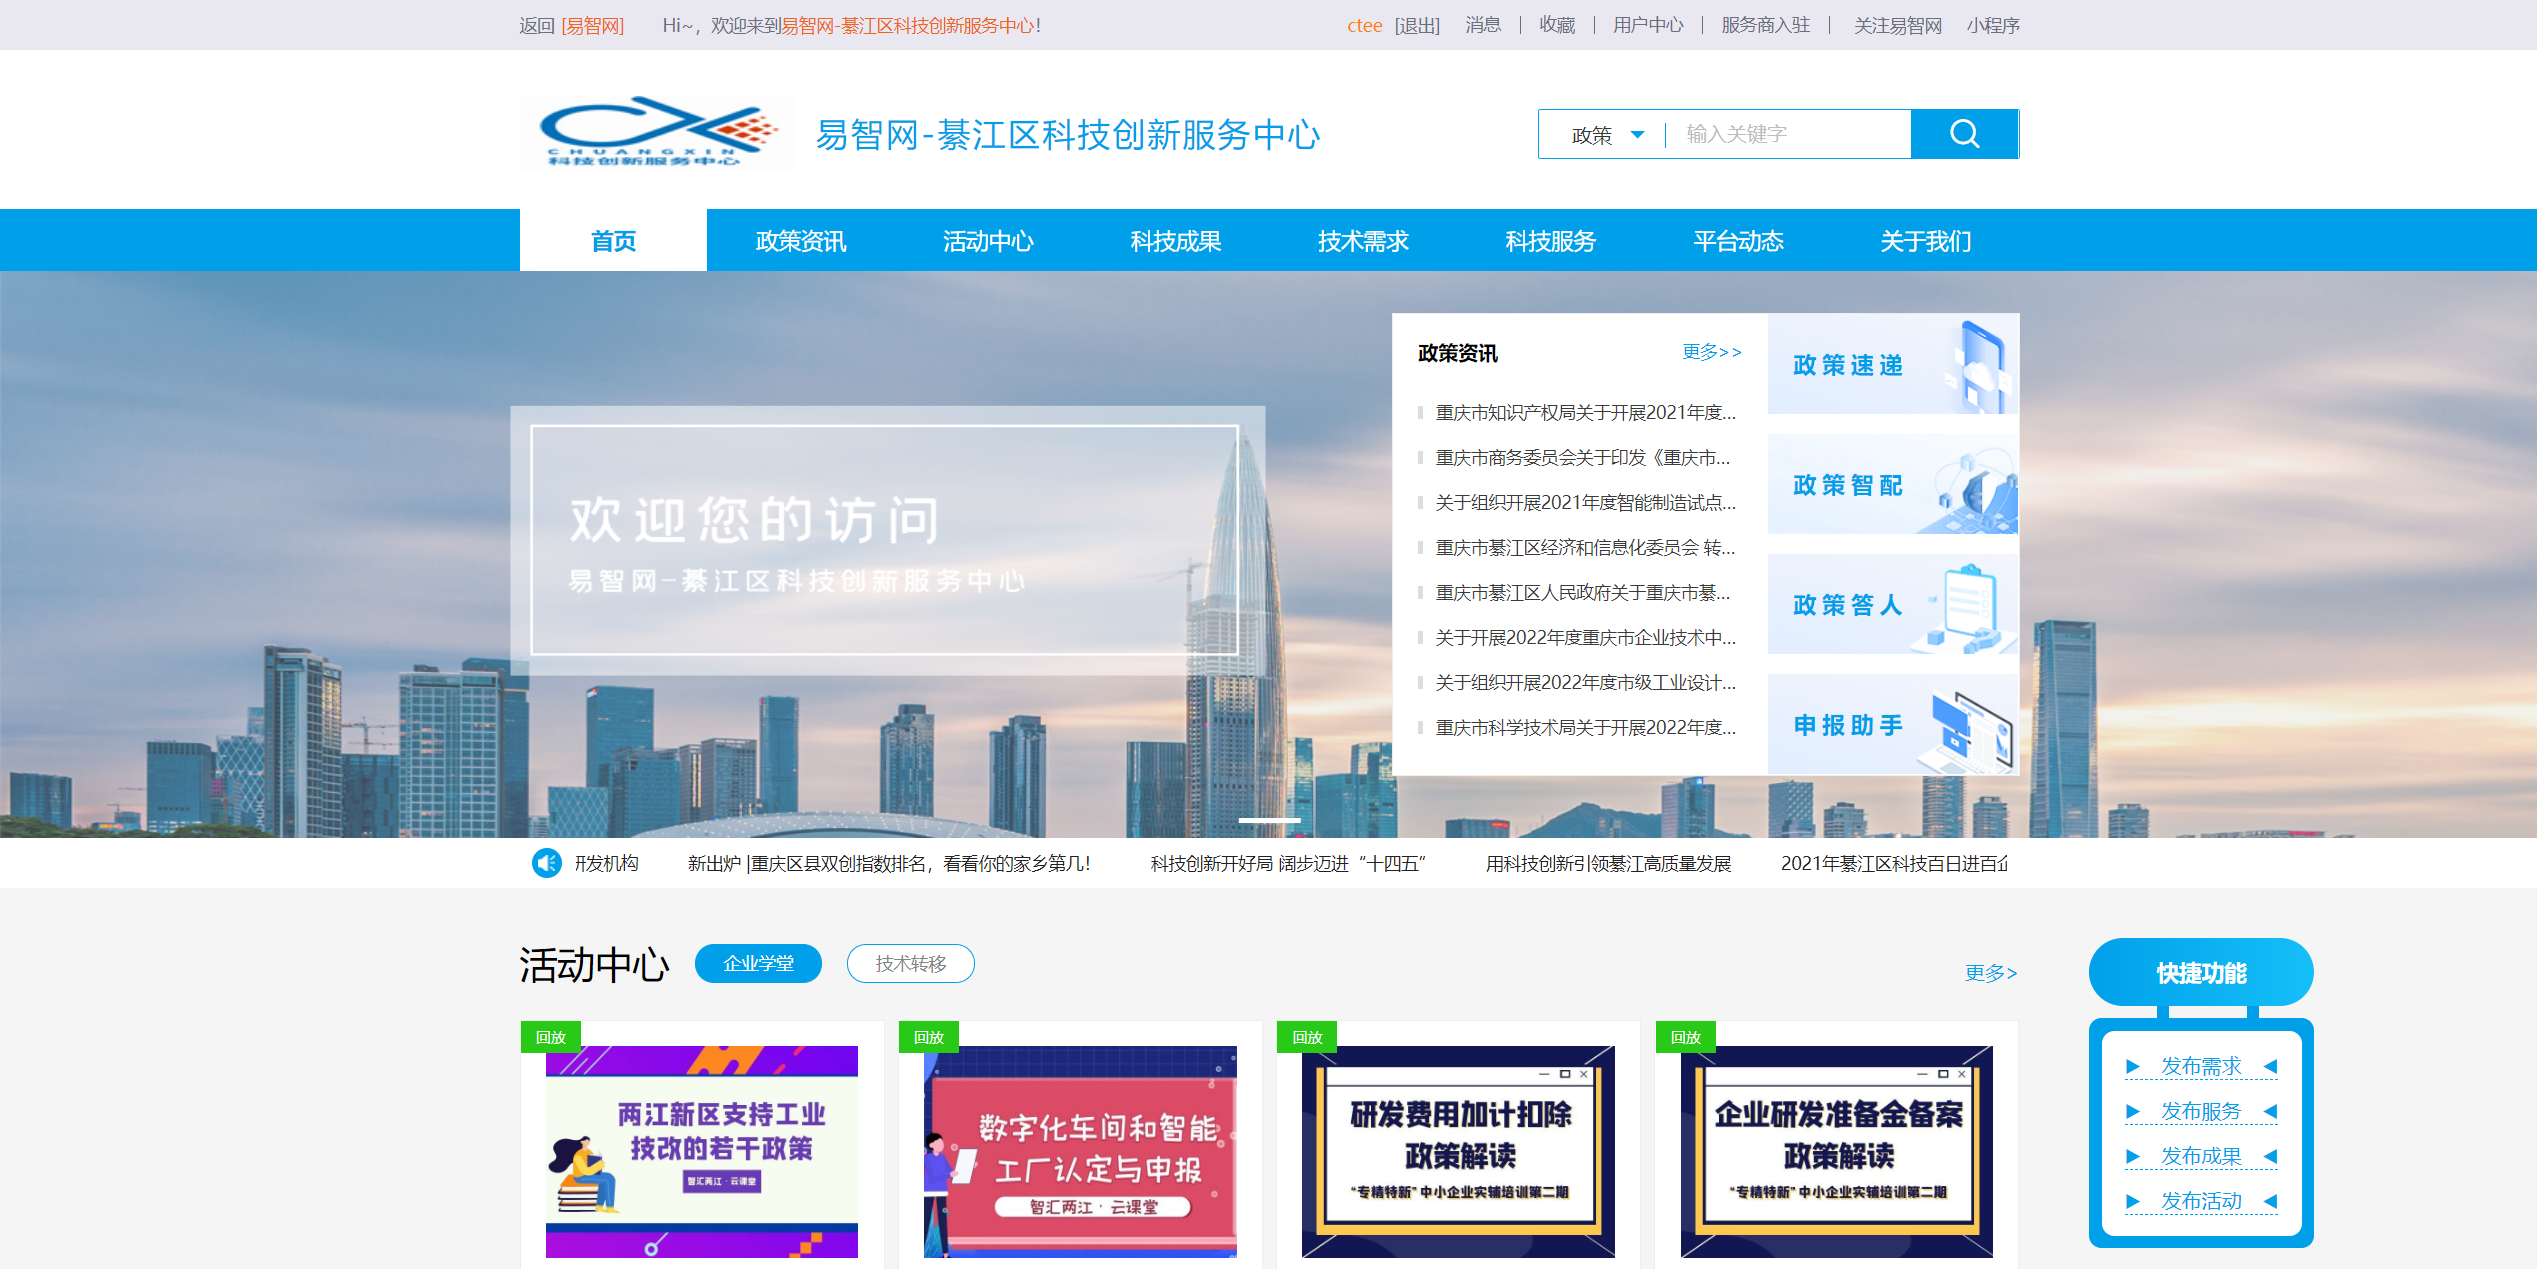 返回 [易智网] Hi~，欢迎来到易智网-綦江区科技创新服务中心！
ctee [退出] 消息 收藏 用户中心 服务商入驻 关注易智网 小程序
CHUANGXIN
科技创新服务中心
易智网-綦江区科技创新服务中心
政策 输入关键字
首页 政策资讯 活动中心 科技成果 技术需求 科技服务 平台动态 关于我们
欢迎您的访问
易智网-綦江区科技创新服务中心
政策资讯 更多>>
重庆市知识产权局关于开展2021年度...
重庆市商务委员会关于印发《重庆市...
关于组织开展2021年度智能制造试点...
重庆市綦江区经济和信息化委员会 转...
重庆市綦江区人民政府关于重庆市綦...
关于开展2022年度重庆市企业技术中...
关于组织开展2022年度市级工业设计...
重庆市科学技术局关于开展2022年度...
政策速递
政策智配
政策答人
申报助手
研发机构 新出炉 |重庆区县双创指数排名，看看你的家乡第几！ 科技创新开好局 阔步迈进“十四五” 用科技创新引领綦江高质量发展 2021年綦江区科技百日进百企
活动中心 企业学堂 技术转移 更多>
回放
两江新区支持工业
技改的若干政策
智汇两江·云课堂
回放
数字化车间和智能
工厂认定与申报
智汇两江·云课堂
回放
研发费用加计扣除
政策解读
“专精特新”中小企业实辅培训第二期
回放
企业研发准备金备案
政策解读
“专精特新”中小企业实辅培训第二期
快捷功能
发布需求
发布服务
发布成果
发布活动